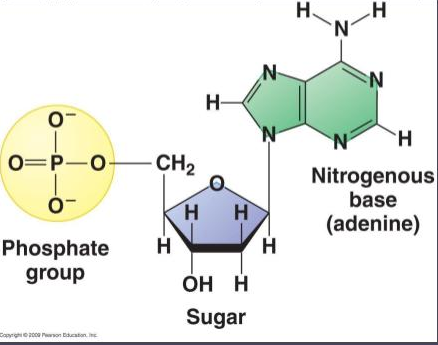 H H
N
N N
H
N N H
O⁻
O=P—O—CH₂
O⁻
O
H H
H H
OH H
Phosphate
group
Sugar
Nitrogenous
base
(adenine)
Copyright © 2009 Pearson Education, Inc.